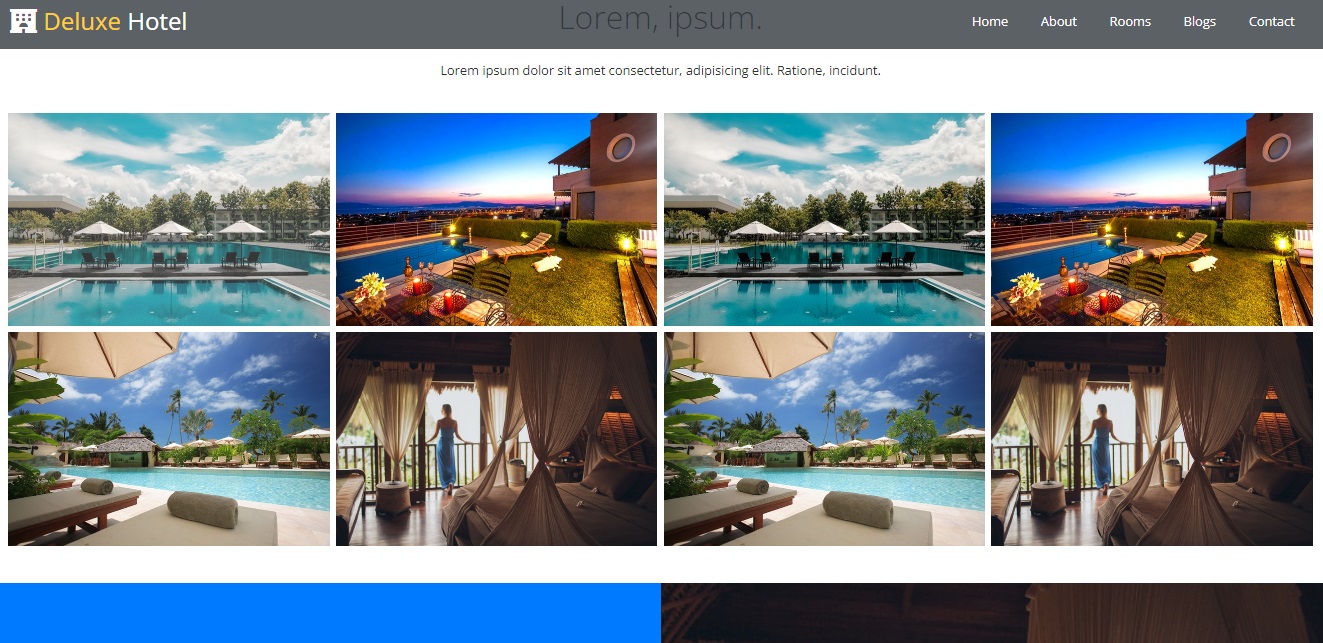 Deluxe Hotel
Lorem, ipsum.
Home About Rooms Blogs Contact
Lorem ipsum dolor sit amet consectetur, adipisicing elit. Ratione, incidunt.